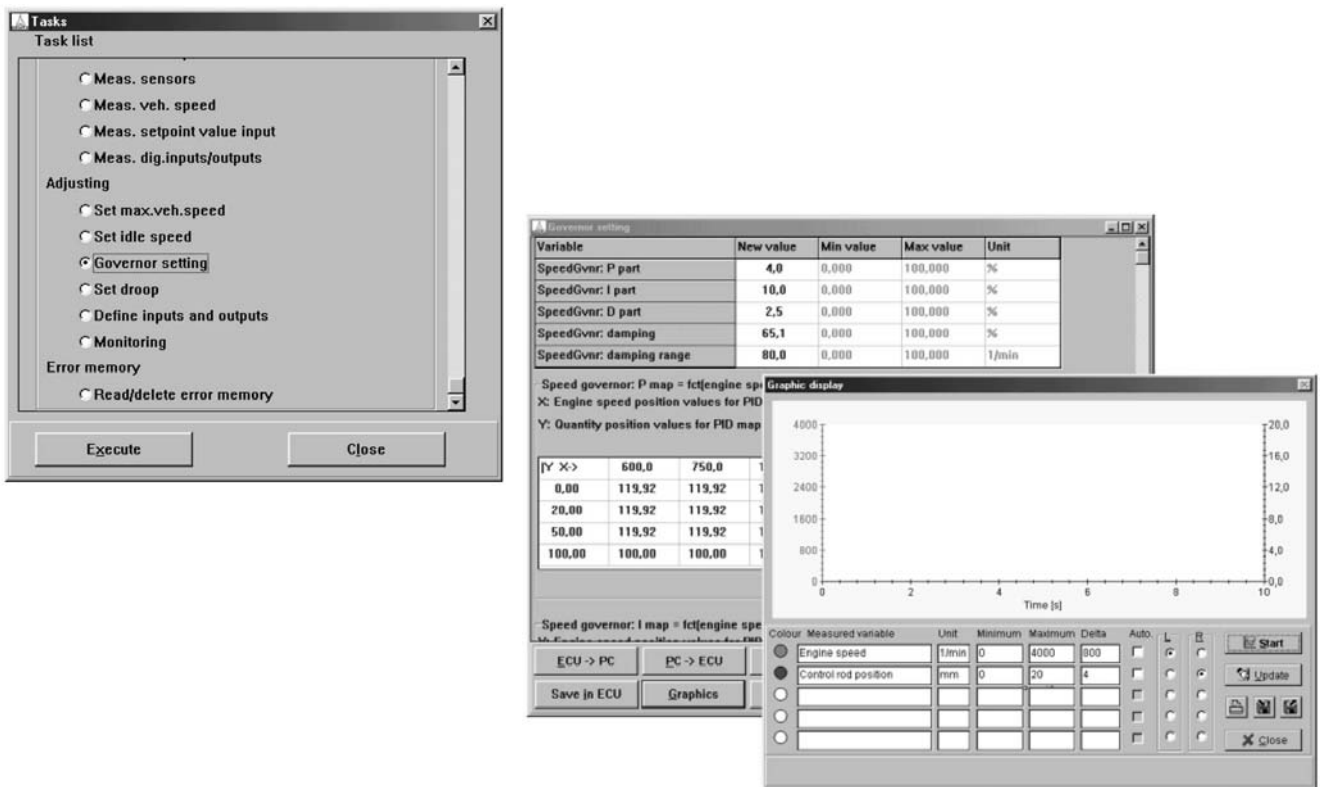 Tasks
Task list
Meas. sensors
Meas. veh. speed
Meas. setpoint value input
Meas. dig.inputs/outputs
Adjusting
Set max.veh.speed
Set idle speed
Governor setting
Set droop
Define inputs and outputs
Monitoring
Error memory
Read/delete error memory
Execute Close
Governor setting
Variable New value Min value Max value Unit
SpeedGvnr: P part 4,0 0,000 100,000 %
SpeedGvnr: I part 10,0 0,000 100,000 %
SpeedGvnr: D part 2,5 0,000 100,000 %
SpeedGvnr: damping 65,1 0,000 100,000 %
SpeedGvnr: damping range 80,0 0,000 100,000 1/min
Speed governor: P map = fct[engine
X: Engine speed position values for PID
Y: Quantity position values for PID map
Y X-> 600,0 750,0
0,00 119,92 119,92
20,00 119,92 119,92
50,00 119,92 119,92
100,00 100,00 100,00
Speed governor: I map = fct[engine
ECU -> PC PC -> ECU
Save in ECU Graphics
Graphic display
4000 20,0
3200 16,0
2400 12,0
1600 8,0
800 4,0
0 0,0
0 2 4 6 8 10
Time [s]
Colour Measured variable Unit Minimum Maximum Delta Auto. L R
Engine speed 1/min 0 4000 800
Control rod position mm 0 20 4
Start
Update
Close